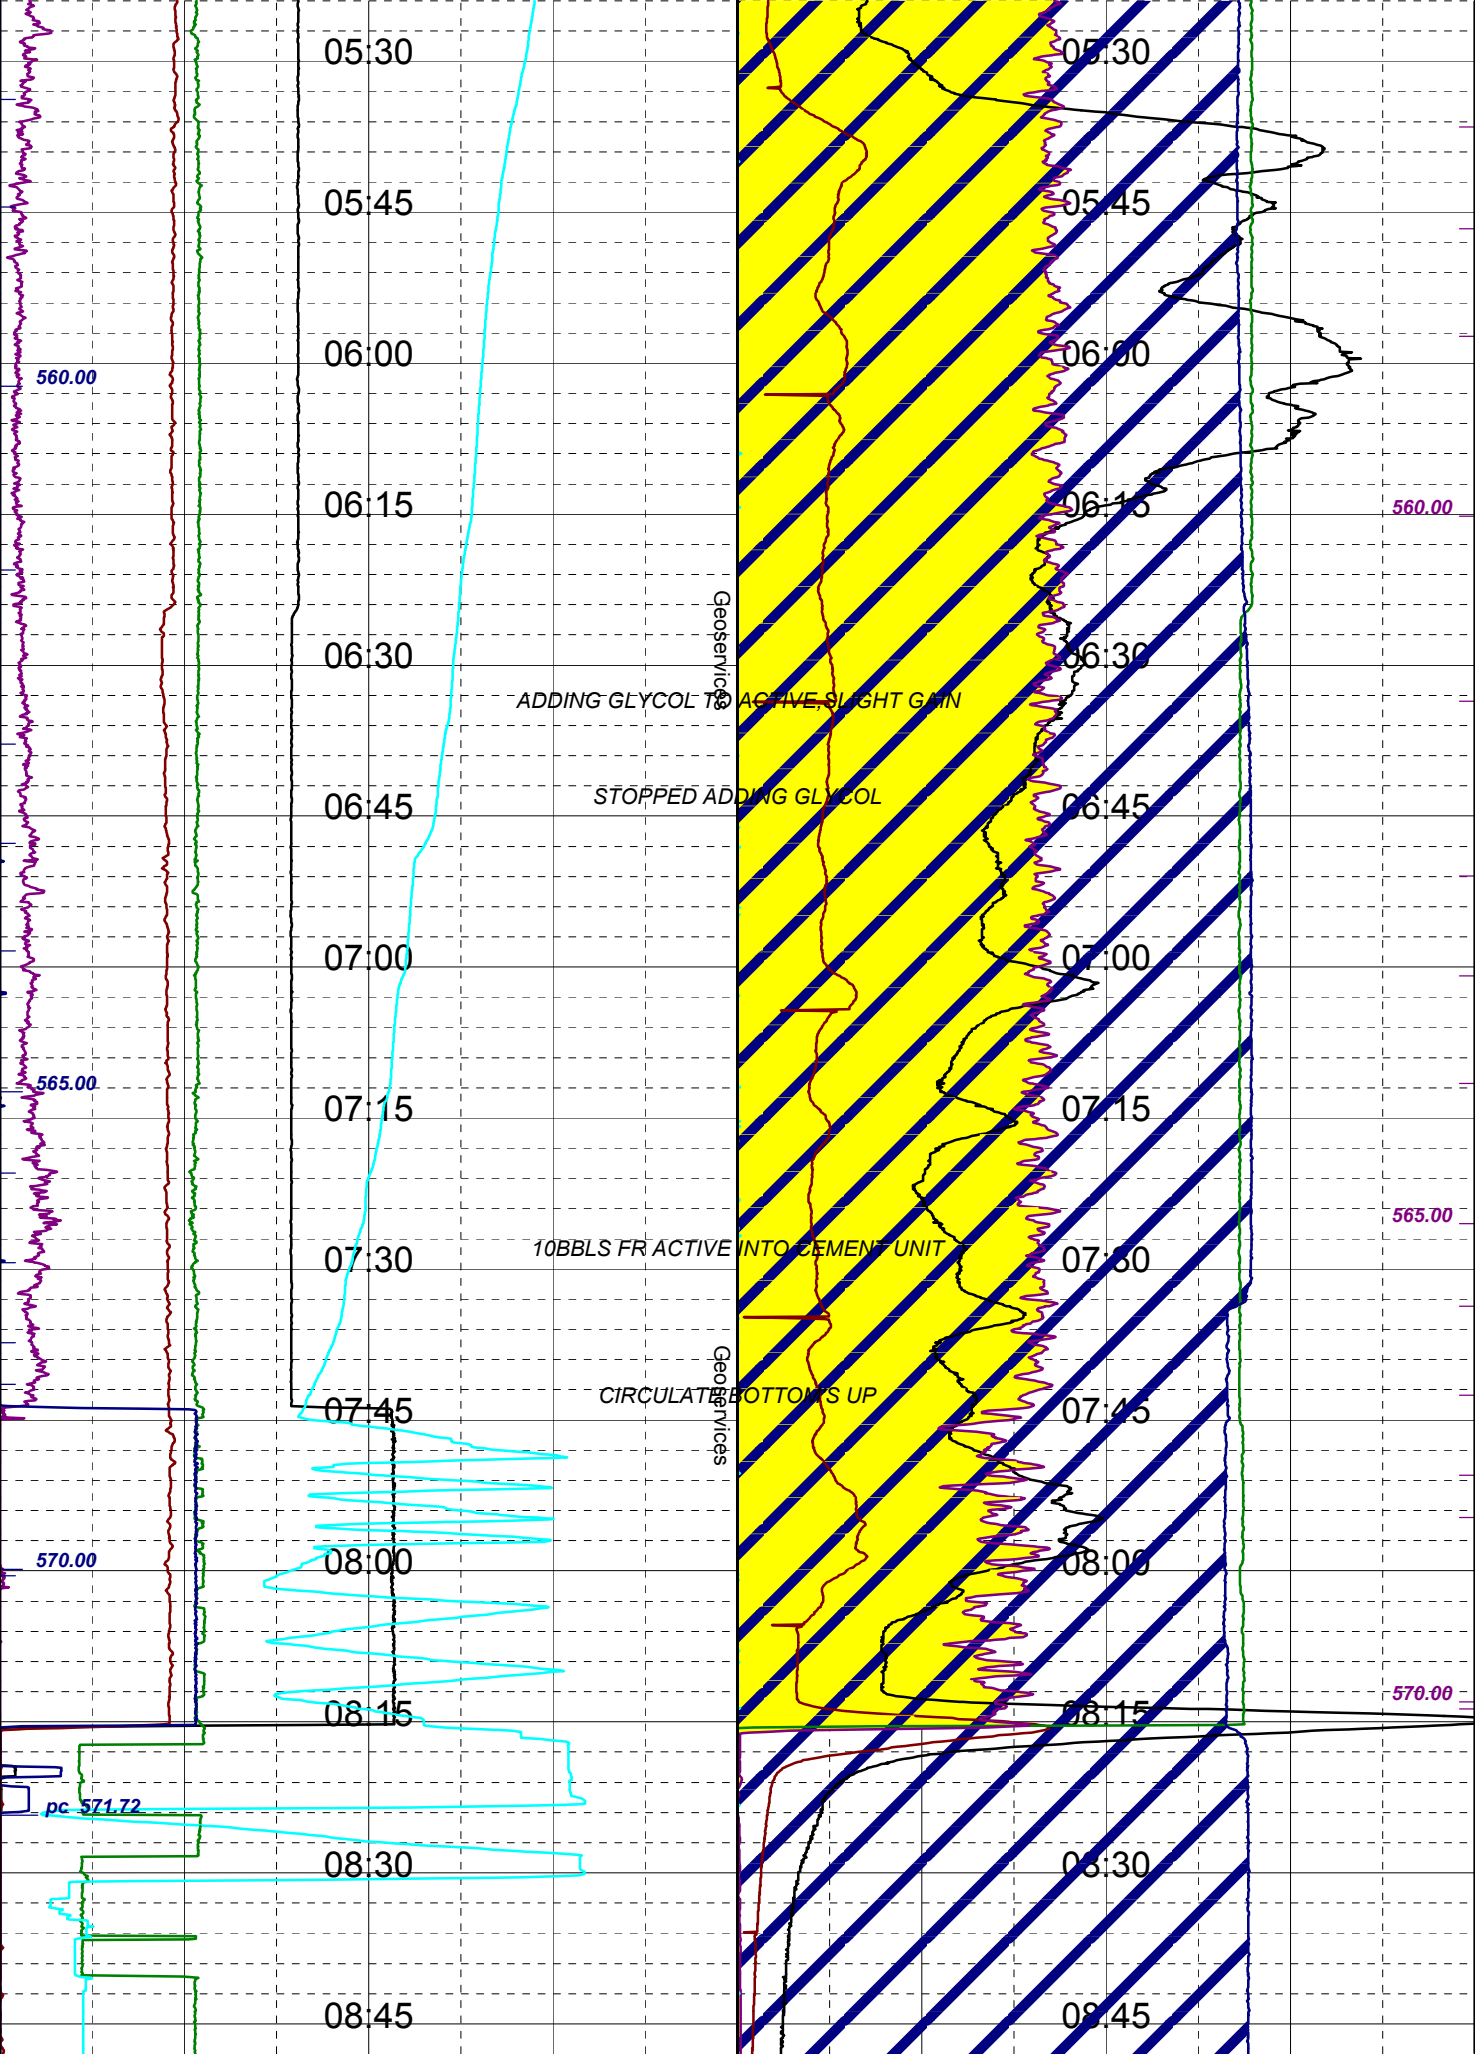 05:30 05:30
05:45 05:45
06:00 06:00
560.00
06:15 06:15
560.00
Geoservices
06:30 06:30
ADDING GLYCOL TO ACTIVE,SLIGHT GAIN
STOPPED ADDING GLYCOL
06:45 06:45
07:00 07:00
565.00
07:15 07:15
565.00
10BBLS FR ACTIVE INTO CEMENT UNIT
07:30 07:30
Geoservices
CIRCULATE BOTTOMS UP
07:45 07:45
570.00
08:00 08:00
570.00
08:15 08:15
pc 571.72
08:30 08:30
08:45 08:45